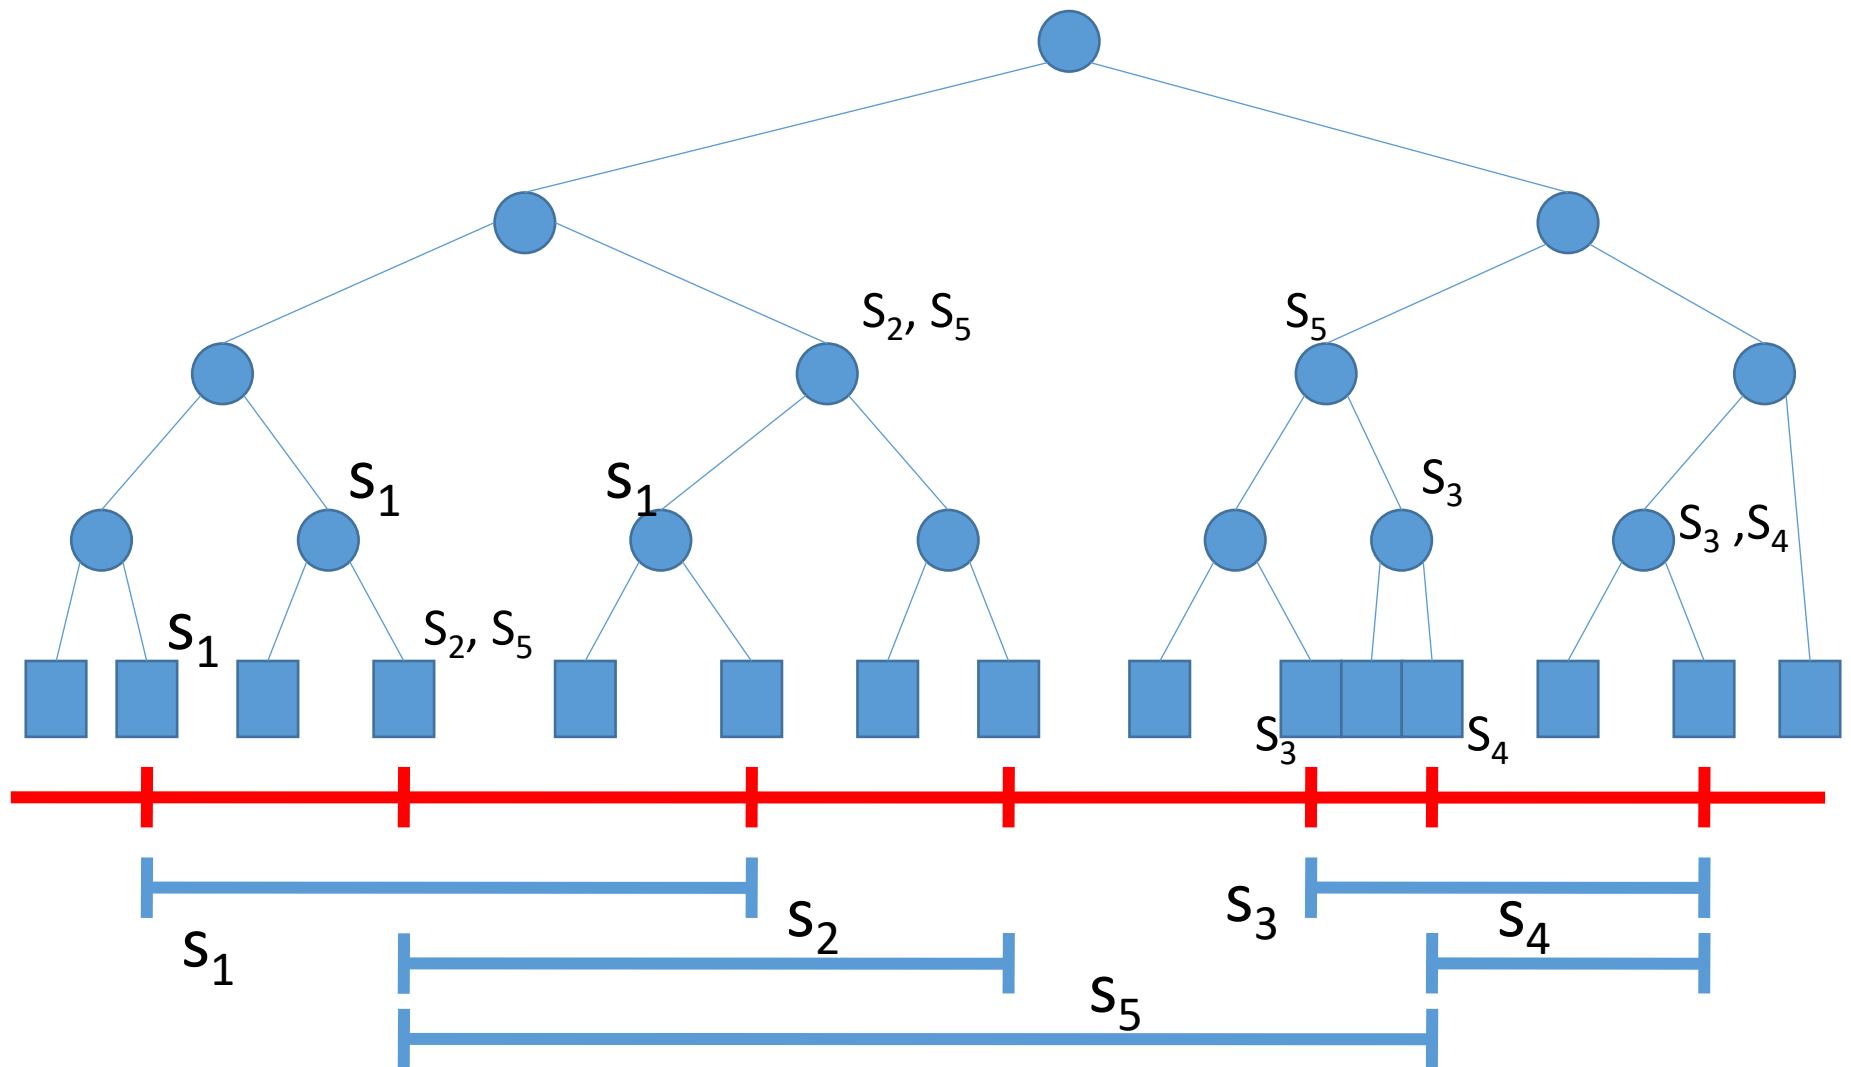 S₂, S₅
S₅
s₁
s₁
S₃
S₃ ,S₄
s₁
S₂, S₅
S₃
S₄
s₃
s₂
s₄
s₁
s₅